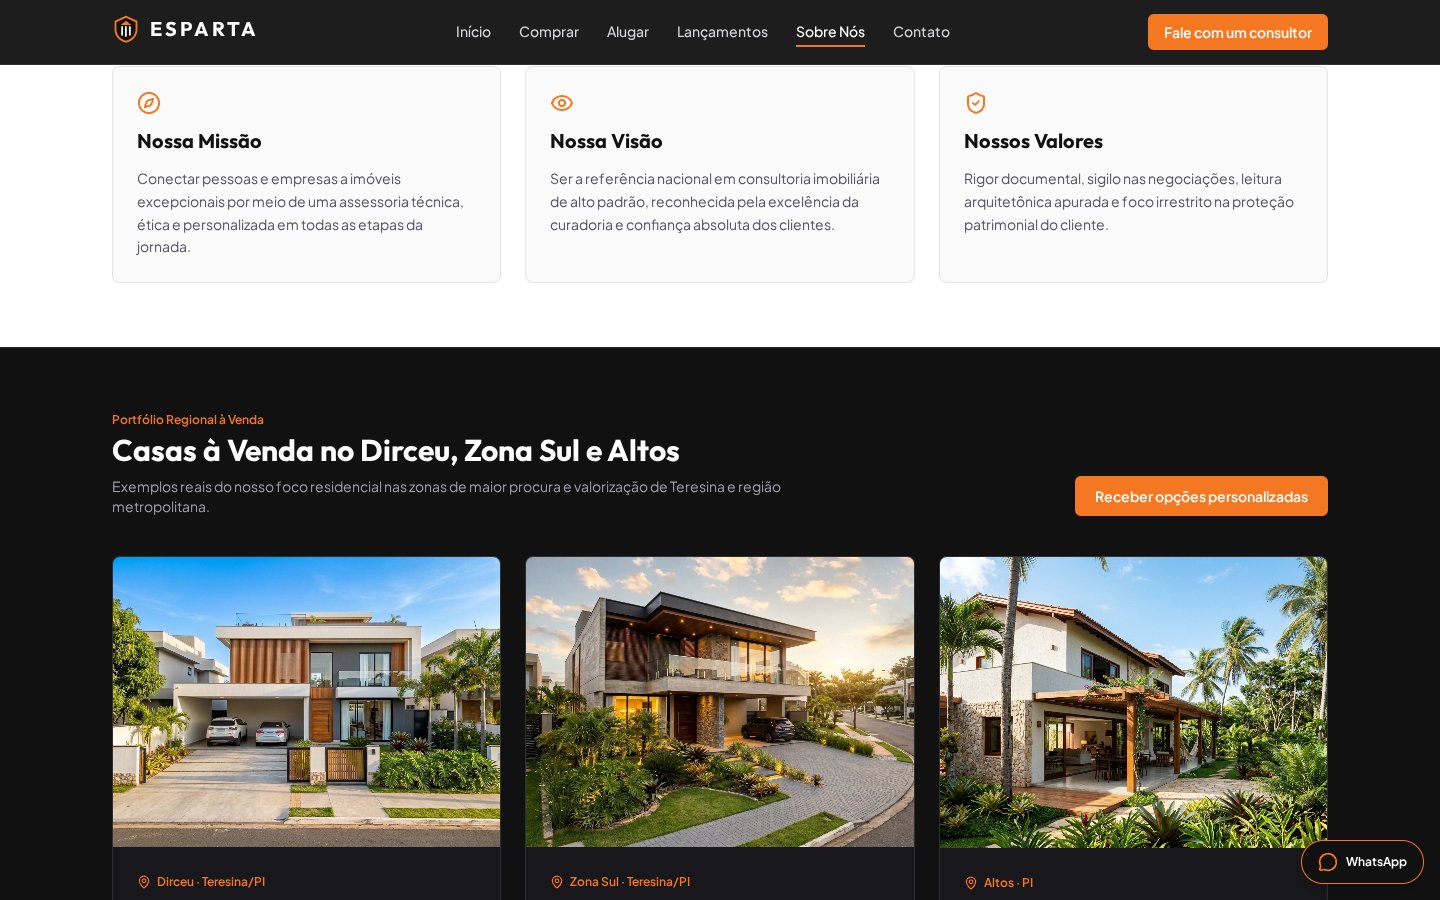 ESPARTA
Início
Comprar
Alugar
Lançamentos
Sobre Nós
Contato
Fale com um consultor
Nossa Missão
Conectar pessoas e empresas a imóveis
excepcionais por meio de uma assessoria técnica,
ética e personalizada em todas as etapas da
jornada.
Nossa Visão
Ser a referência nacional em consultoria imobiliária
de alto padrão, reconhecida pela excelência da
curadoria e confiança absoluta dos clientes.
Nossos Valores
Rigor documental, sigilo nas negociações, leitura
arquitetônica apurada e foco irrestrito na proteção
patrimonial do cliente.
Portfólio Regional à Venda
Casas à Venda no Dirceu, Zona Sul e Altos
Exemplos reais do nosso foco residencial nas zonas de maior procura e valorização de Teresina e região
metropolitana.
Receber opções personalizadas
Dirceu · Teresina/PI
Zona Sul · Teresina/PI
Altos · PI
WhatsApp